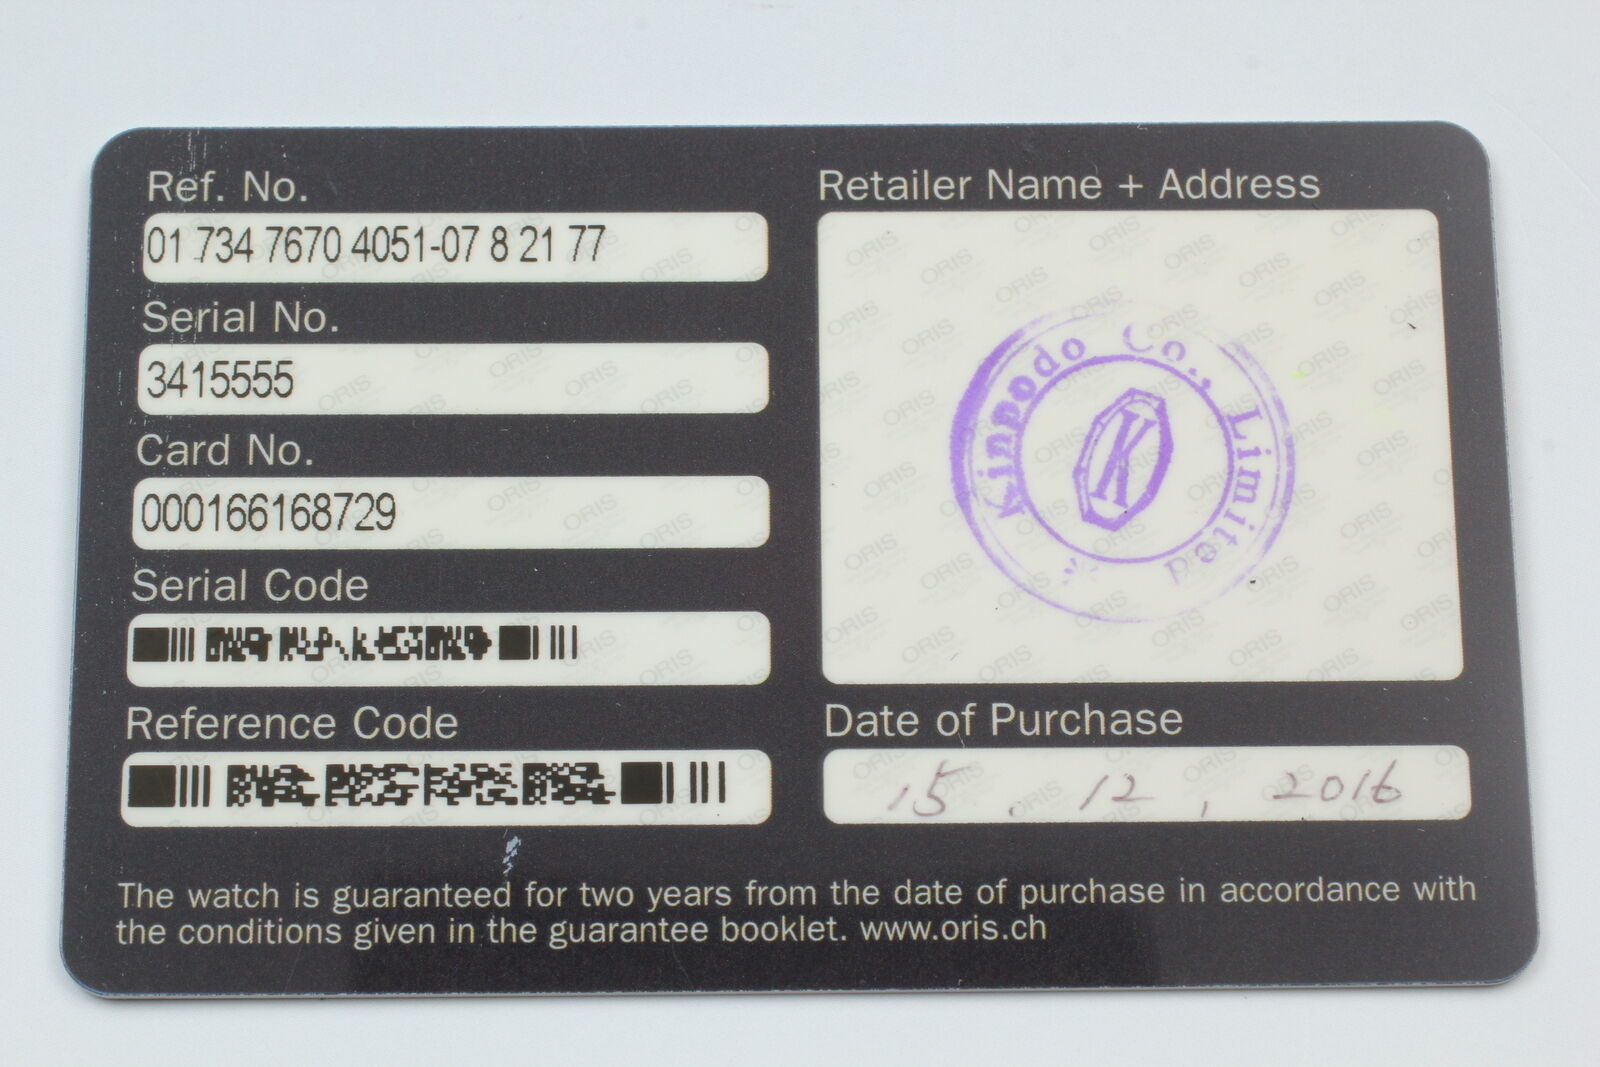 Ref. No.
01 734 7670 4051-07 8 21 77
Serial No.
3415555
Card No.
000166168729
Serial Code
Reference Code
Retailer Name + Address
Kinpodo Co., Limited
K
Date of Purchase
15 . 12 , 2016
The watch is guaranteed for two years from the date of purchase in accordance with
the conditions given in the guarantee booklet. www.oris.ch
ORIS